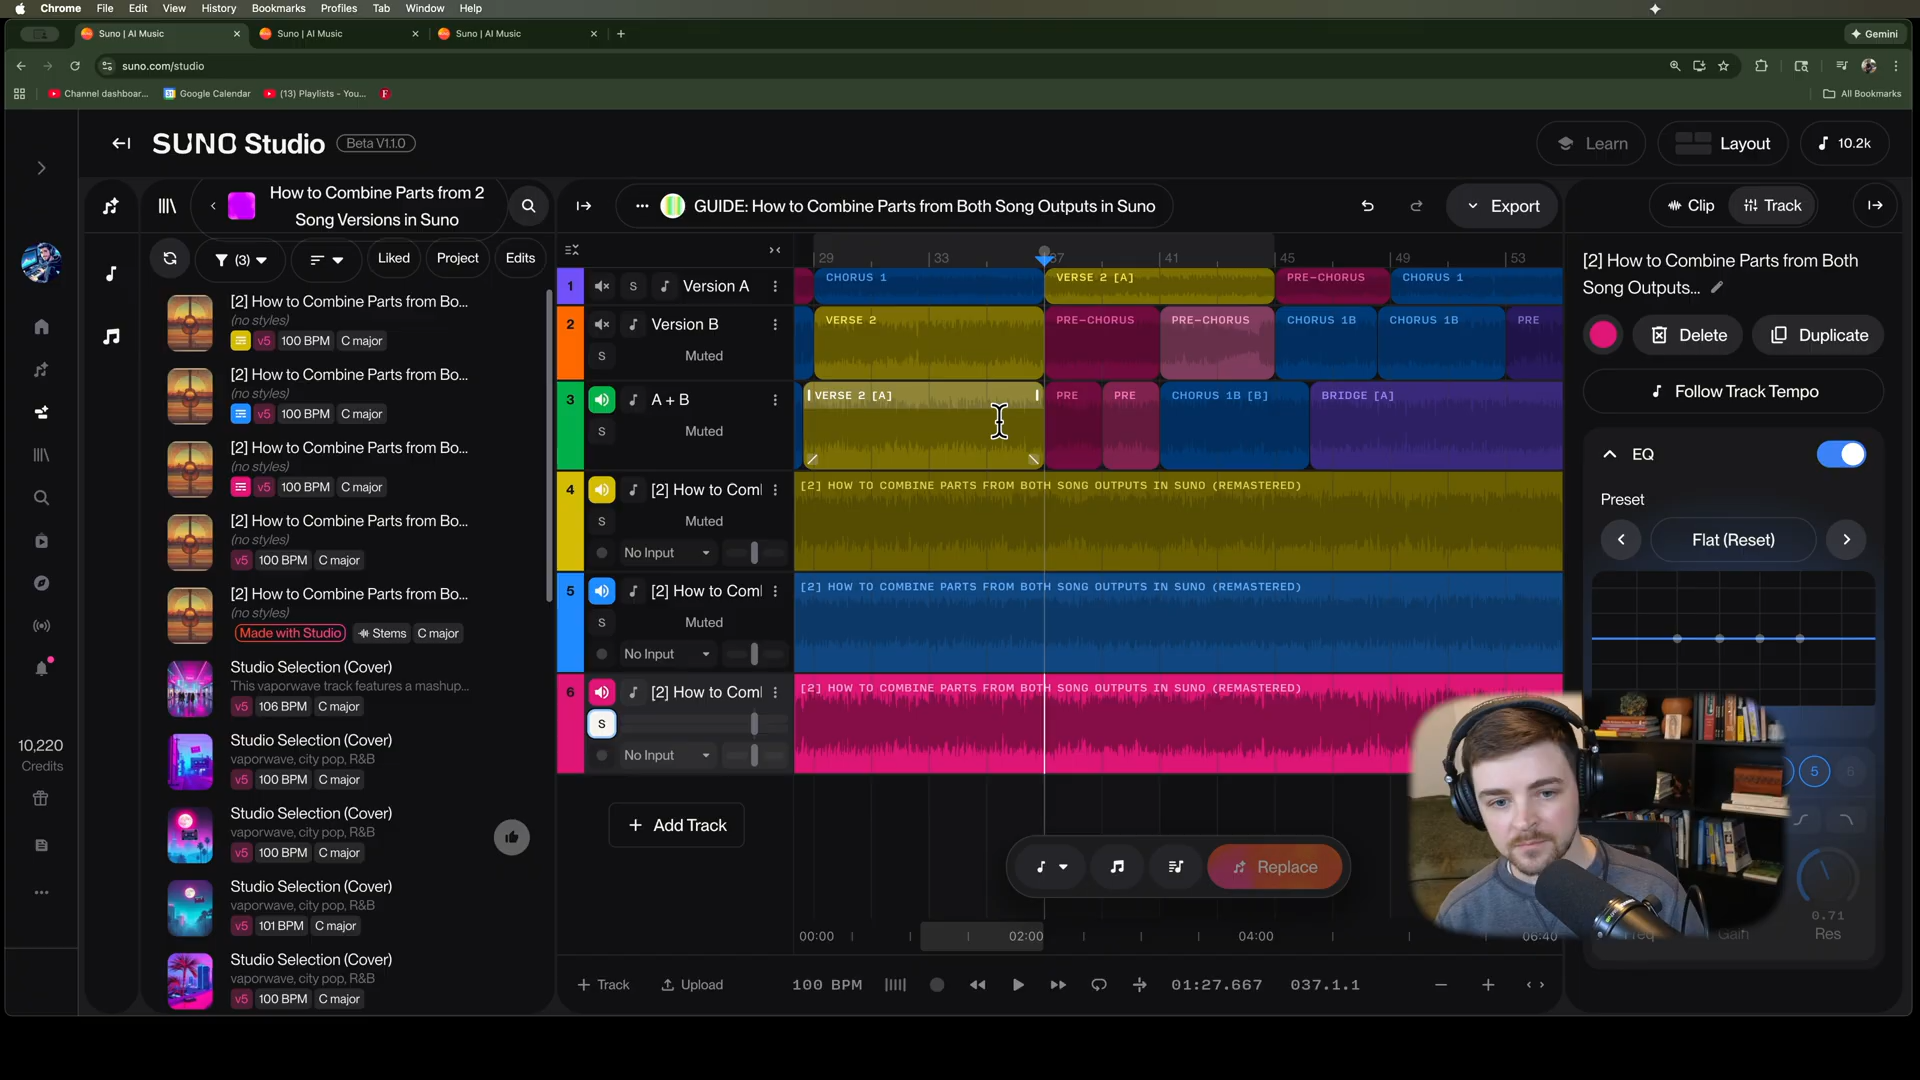 Chrome File Edit View History Bookmarks Profiles Tab Window Help
Suno | AI Music Suno | AI Music Suno | AI Music Gemini
suno.com/studio
Channel dashboar... Google Calendar (13) Playlists - You... All Bookmarks
SUNO Studio Beta V1.1.0 Learn Layout 10.2k
How to Combine Parts from 2
Song Versions in Suno
GUIDE: How to Combine Parts from Both Song Outputs in Suno Export Clip Track
(3) Liked Project Edits
[2] How to Combine Parts from Both
Song Outputs...
Delete Duplicate
Follow Track Tempo
EQ
Preset
Flat (Reset)
5
0.71
Gain Res
[2] How to Combine Parts from Bo...
(no styles)
v5 100 BPM C major
[2] How to Combine Parts from Bo...
(no styles)
v5 100 BPM C major
[2] How to Combine Parts from Bo...
(no styles)
v5 100 BPM C major
[2] How to Combine Parts from Bo...
(no styles)
v5 100 BPM C major
[2] How to Combine Parts from Bo...
(no styles)
Made with Studio Stems C major
Studio Selection (Cover)
This vaporwave track features a mashup...
v5 106 BPM C major
Studio Selection (Cover)
vaporwave, city pop, R&B
v5 100 BPM C major
Studio Selection (Cover)
vaporwave, city pop, R&B
v5 100 BPM C major
Studio Selection (Cover)
vaporwave, city pop, R&B
v5 101 BPM C major
Studio Selection (Cover)
vaporwave, city pop, R&B
v5 100 BPM C major
10,220
Credits
29 33 37 41 45 49 53
1 S Version A CHORUS 1 VERSE 2 [A] PRE-CHORUS CHORUS 1
2 Version B VERSE 2 PRE-CHORUS PRE-CHORUS CHORUS 1B CHORUS 1B PRE
S Muted
3 A + B VERSE 2 [A] PRE PRE CHORUS 1B [B] BRIDGE [A]
S Muted
4 [2] How to Com [2] HOW TO COMBINE PARTS FROM BOTH SONG OUTPUTS IN SUNO (REMASTERED)
S Muted
No Input
5 [2] How to Com [2] HOW TO COMBINE PARTS FROM BOTH SONG OUTPUTS IN SUNO (REMASTERED)
S Muted
No Input
6 [2] How to Com [2] HOW TO COMBINE PARTS FROM BOTH SONG OUTPUTS IN SUNO (REMASTERED)
S
No Input
+ Add Track
Replace
00:00 02:00 04:00 06:40
+ Track Upload 100 BPM 01:27.667 037.1.1